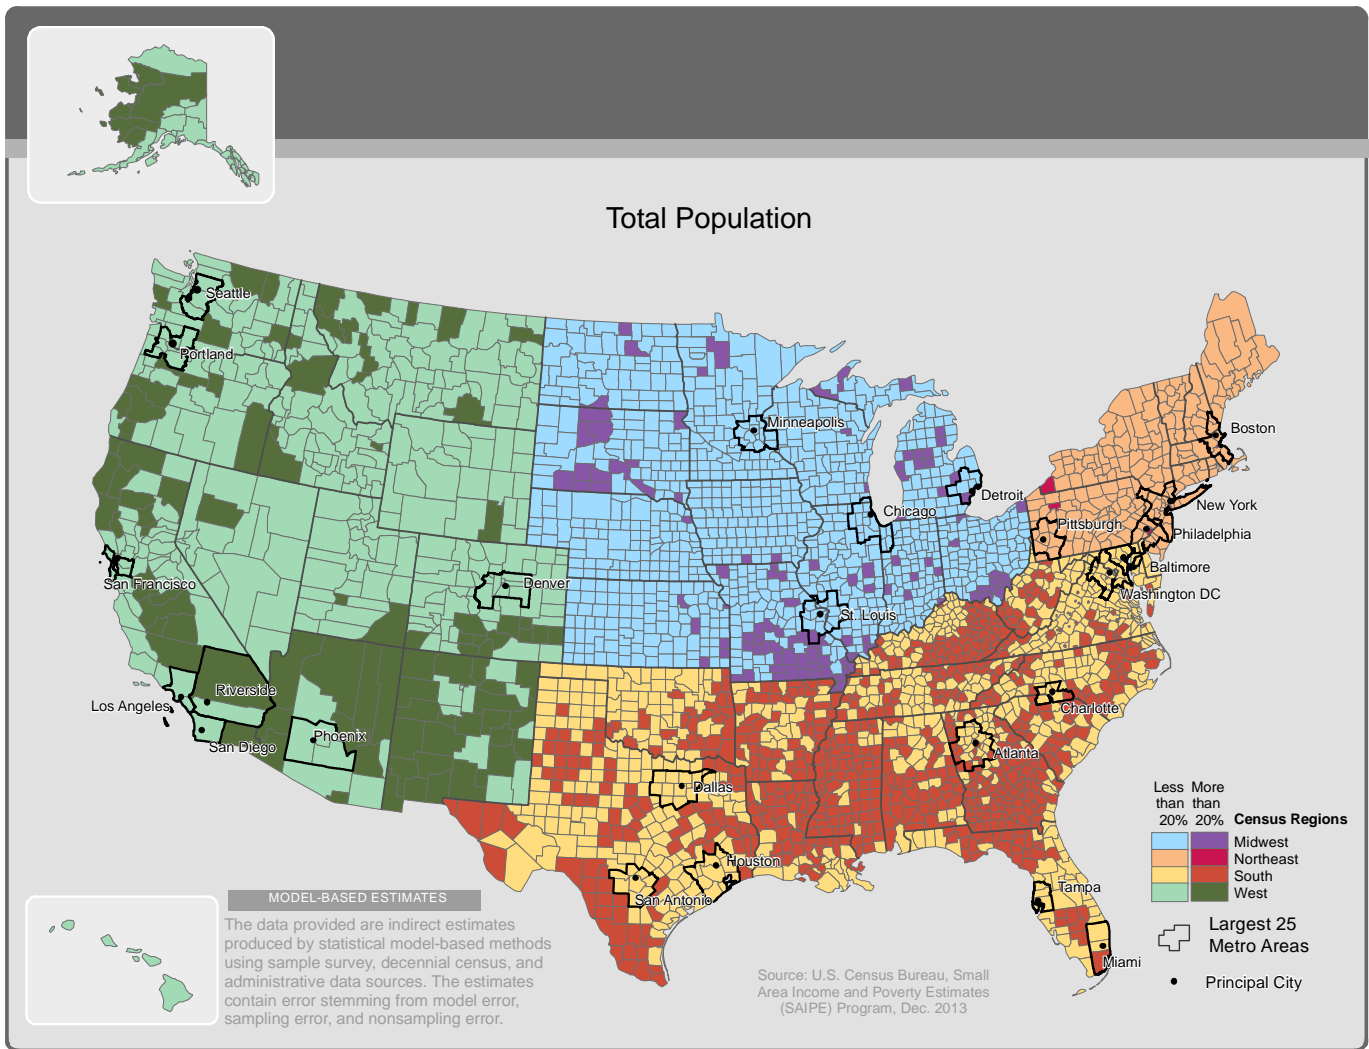 Total Population
Seattle
Portland
Minneapolis
Boston
Detroit
Chicago
New York
Pittsburgh
Philadelphia
Baltimore
San Francisco
Denver
Washington DC
St. Louis
Riverside
Los Angeles
Charlotte
San Diego
Phoenix
Atlanta
Dallas
Houston
San Antonio
Tampa
Miami
Less More
than than
20% 20% Census Regions
Midwest
Northeast
South
West
Largest 25
Metro Areas
Principal City
MODEL-BASED ESTIMATES
The data provided are indirect estimates
produced by statistical model-based methods
using sample survey, decennial census, and
administrative data sources. The estimates
contain error stemming from model error,
sampling error, and nonsampling error.
Source: U.S. Census Bureau, Small
Area Income and Poverty Estimates
(SAIPE) Program, Dec. 2013